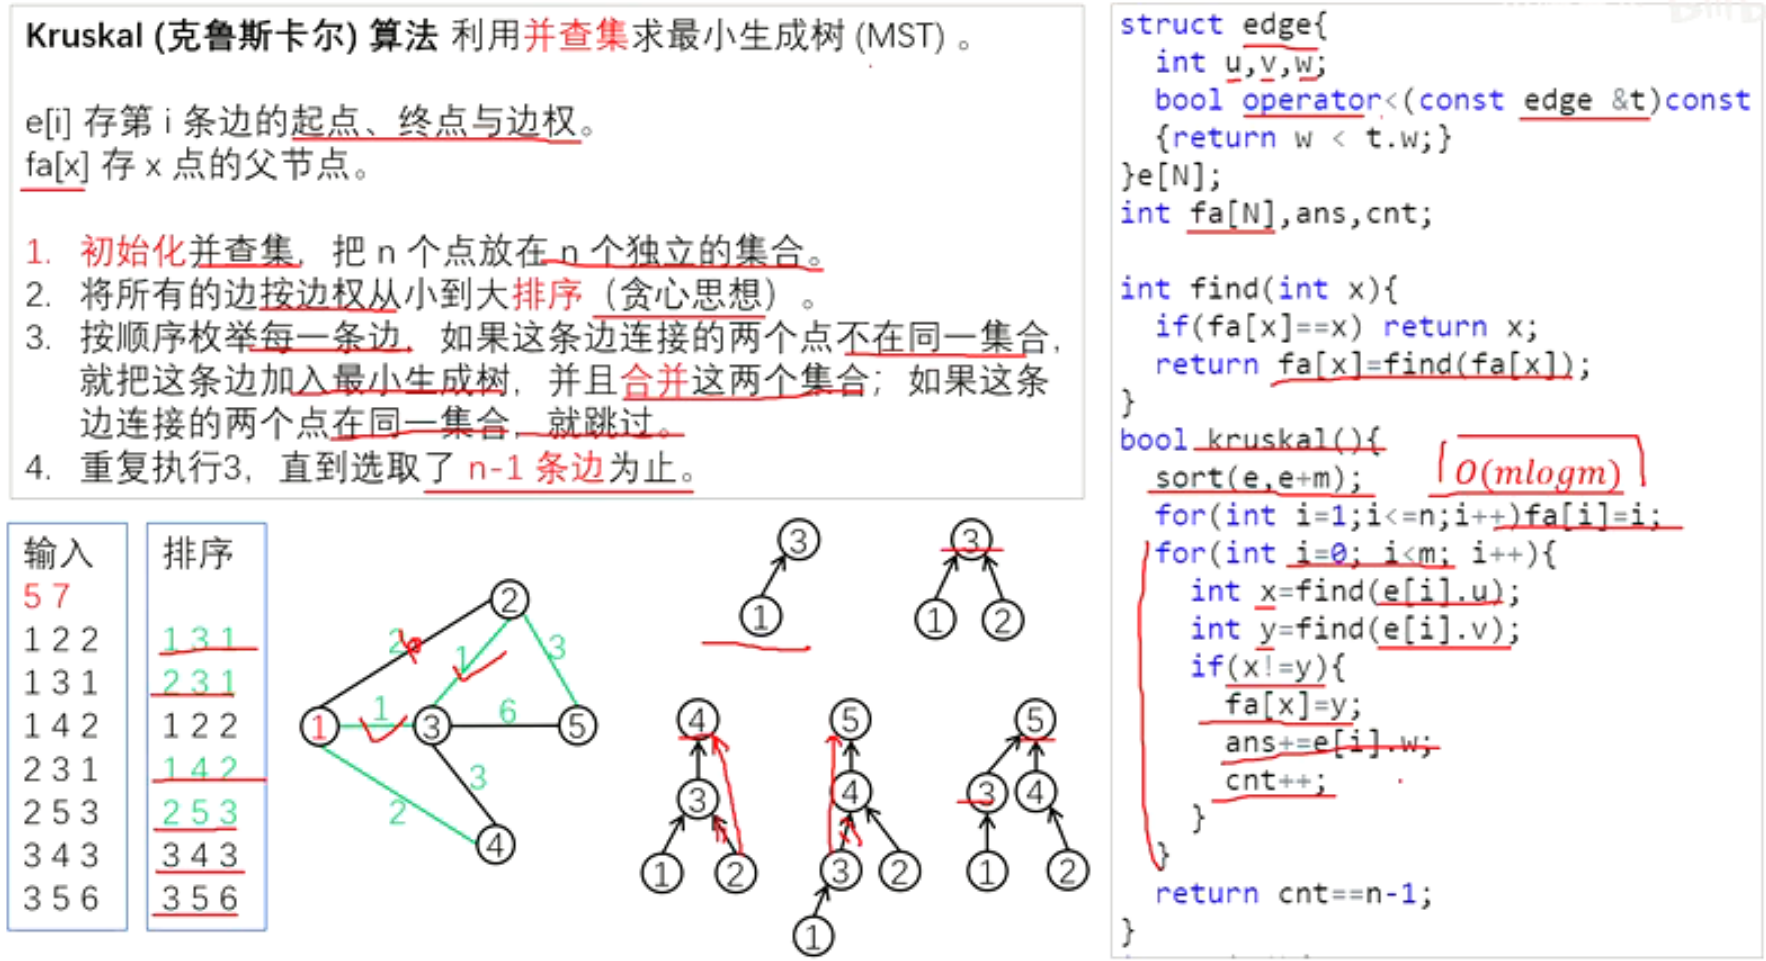 Kruskal (克鲁斯卡尔) 算法 利用并查集求最小生成树 (MST) 。
e[i] 存第 i 条边的起点、终点与边权。
fa[x] 存 x 点的父节点。
1. 初始化并查集，把 n 个点放在 n 个独立的集合。
2. 将所有的边按边权从小到大排序（贪心思想）。
3. 按顺序枚举每一条边，如果这条边连接的两个点不在同一集合，
就把这条边加入最小生成树，并且合并这两个集合；如果这条
边连接的两个点在同一集合，就跳过。
4. 重复执行3，直到选取了 n-1 条边为止。
输入
5 7
1 2 2
1 3 1
1 4 2
2 3 1
2 5 3
3 4 3
3 5 6
排序
1 3 1
2 3 1
1 2 2
1 4 2
2 5 3
3 4 3
3 5 6
2
2
1
3
1
1
3
6
5
3
2
4
3
1
3
1 2
4
3
1 2
5
4
3 2
1
5
3 4
1 2
struct edge{
int u,v,w;
bool operator<(const edge &t)const
{return w < t.w;}
}e[N];
int fa[N],ans,cnt;
int find(int x){
if(fa[x]==x) return x;
return fa[x]=find(fa[x]);
}
bool kruskal(){
O(mlogm)
sort(e,e+m);
for(int i=1;i<=n;i++)fa[i]=i;
for(int i=0; i<m; i++){
int x=find(e[i].u);
int y=find(e[i].v);
if(x!=y){
fa[x]=y;
ans+=e[i].w;
cnt++;
}
}
return cnt==n-1;
}